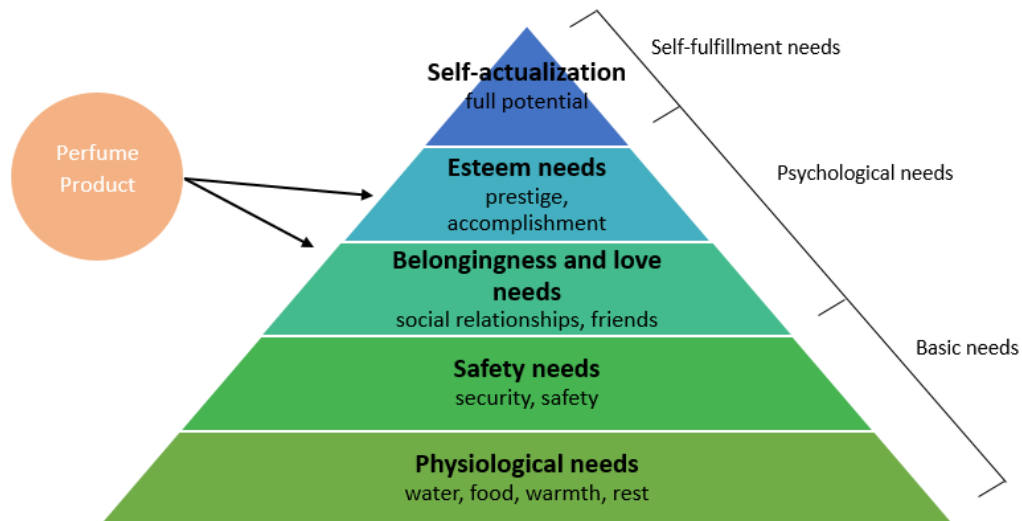 Self-fulfillment needs
Self-actualization
full potential
Perfume
Product
Esteem needs
prestige,
accomplishment
Psychological needs
Belongingness and love
needs
social relationships, friends
Basic needs
Safety needs
security, safety
Physiological needs
water, food, warmth, rest